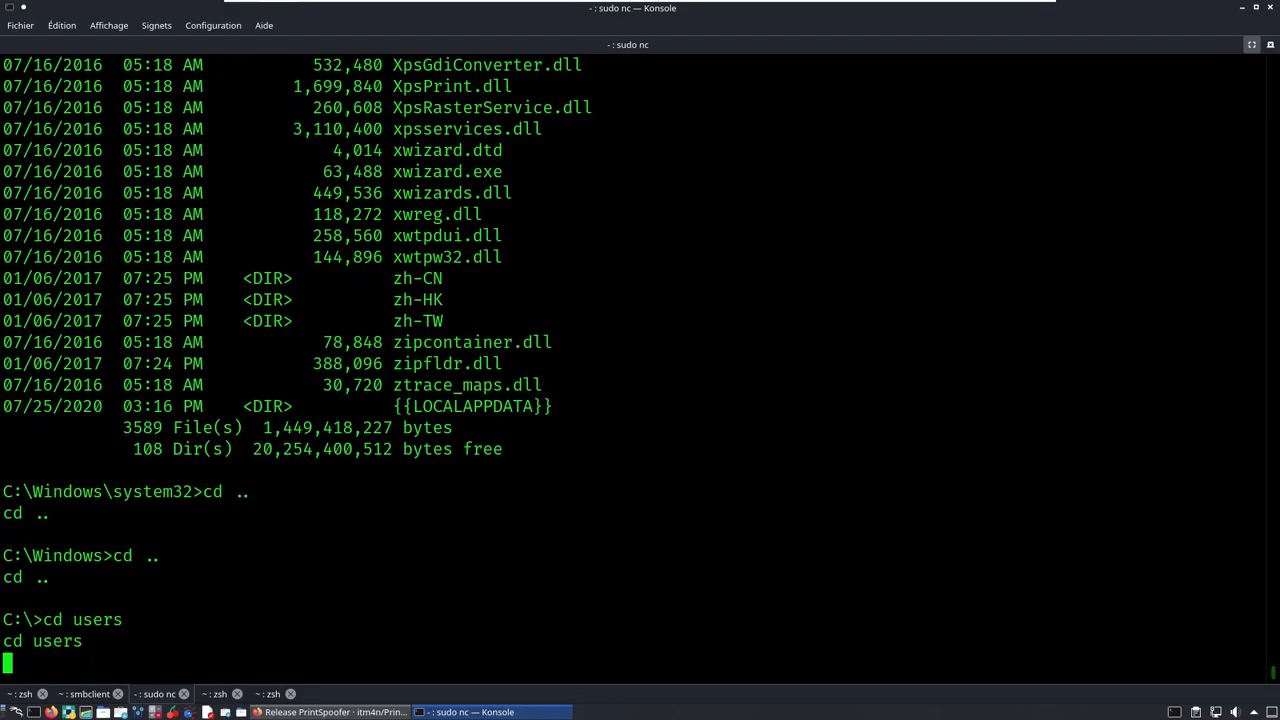 - : sudo nc — Konsole
Fichier Édition Affichage Signets Configuration Aide
- : sudo nc
07/16/2016 05:18 AM 532,480 XpsGdiConverter.dll
07/16/2016 05:18 AM 1,699,840 XpsPrint.dll
07/16/2016 05:18 AM 260,608 XpsRasterService.dll
07/16/2016 05:18 AM 3,110,400 xpsservices.dll
07/16/2016 05:18 AM 4,014 xwizard.dtd
07/16/2016 05:18 AM 63,488 xwizard.exe
07/16/2016 05:18 AM 449,536 xwizards.dll
07/16/2016 05:18 AM 118,272 xwreg.dll
07/16/2016 05:18 AM 258,560 xwtpdui.dll
07/16/2016 05:18 AM 144,896 xwtpw32.dll
01/06/2017 07:25 PM <DIR> zh-CN
01/06/2017 07:25 PM <DIR> zh-HK
01/06/2017 07:25 PM <DIR> zh-TW
07/16/2016 05:18 AM 78,848 zipcontainer.dll
01/06/2017 07:24 PM 388,096 zipfldr.dll
07/16/2016 05:18 AM 30,720 ztrace_maps.dll
07/25/2020 03:16 PM <DIR> {{LOCALAPPDATA}}
3589 File(s) 1,449,418,227 bytes
108 Dir(s) 20,254,400,512 bytes free
C:\Windows\system32>cd ..
cd ..
C:\Windows>cd ..
cd ..
C:\>cd users
cd users
~ : zsh ~ : smbclient - : sudo nc ~ : zsh ~ : zsh
Release PrintSpoofer · itm4n/Prin... - : sudo nc — Konsole